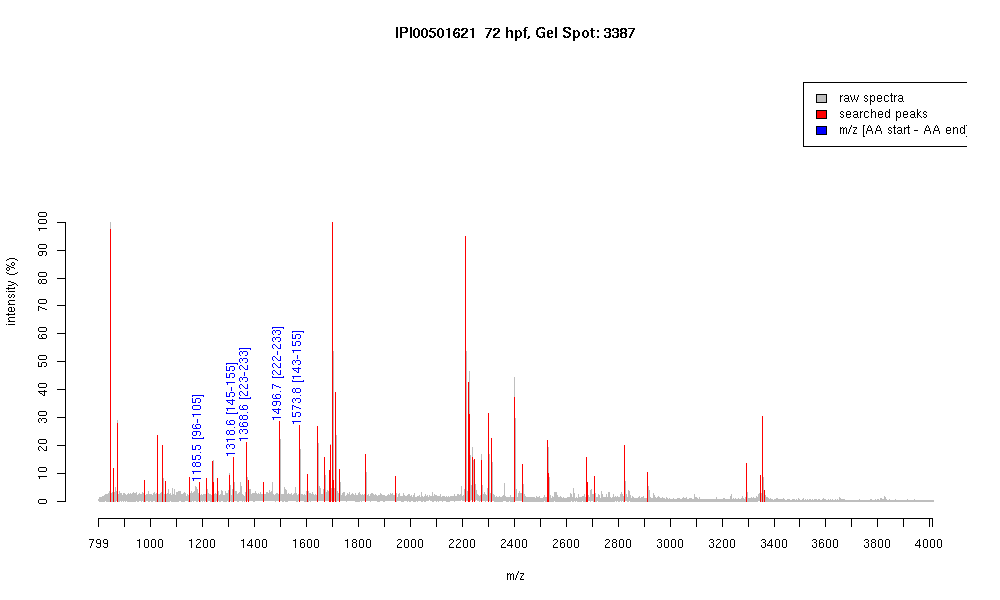 IPI00501621 72 hpf, Gel Spot: 3387
raw spectra
searched peaks
m/z [AA start - AA end]
intensity (%)
100
90
80
70
60
50
40
30
20
10
0
1185.5 [96-105]
1318.6 [145-155]
1368.6 [223-233]
1496.7 [222-233]
1573.8 [143-155]
799 1000 1200 1400 1600 1800 2000 2200 2400 2600 2800 3000 3200 3400 3600 3800 4000
m/z